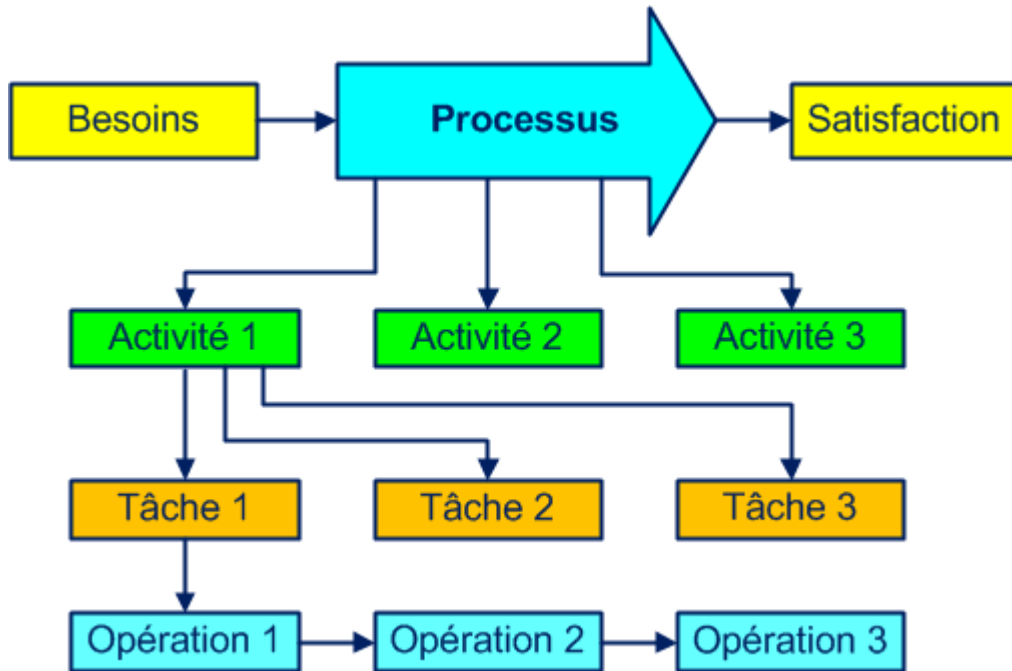 Besoins
Processus
Satisfaction
Activité 1
Activité 2
Activité 3
Tâche 1
Tâche 2
Tâche 3
Opération 1
Opération 2
Opération 3